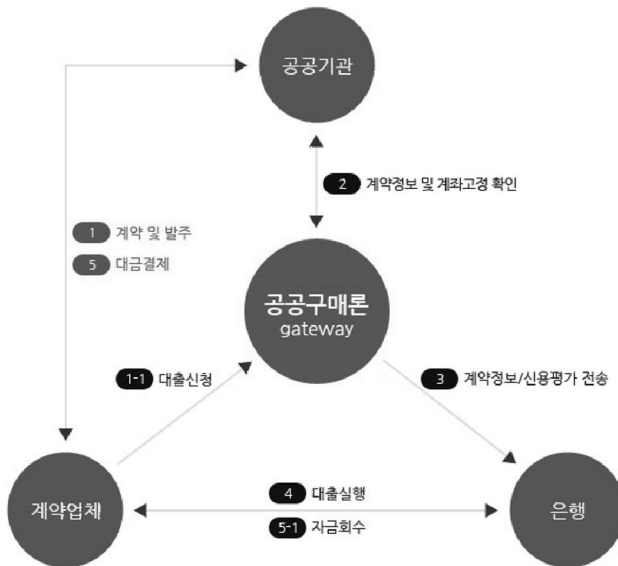 공공기관
2 계약정보 및 계좌고정 확인
1 계약 및 발주
5 대금결제
공공구매론
gateway
1-1 대출신청
3 계약정보/신용평가 전송
계약업체
4 대출실행
5-1 자금회수
은행